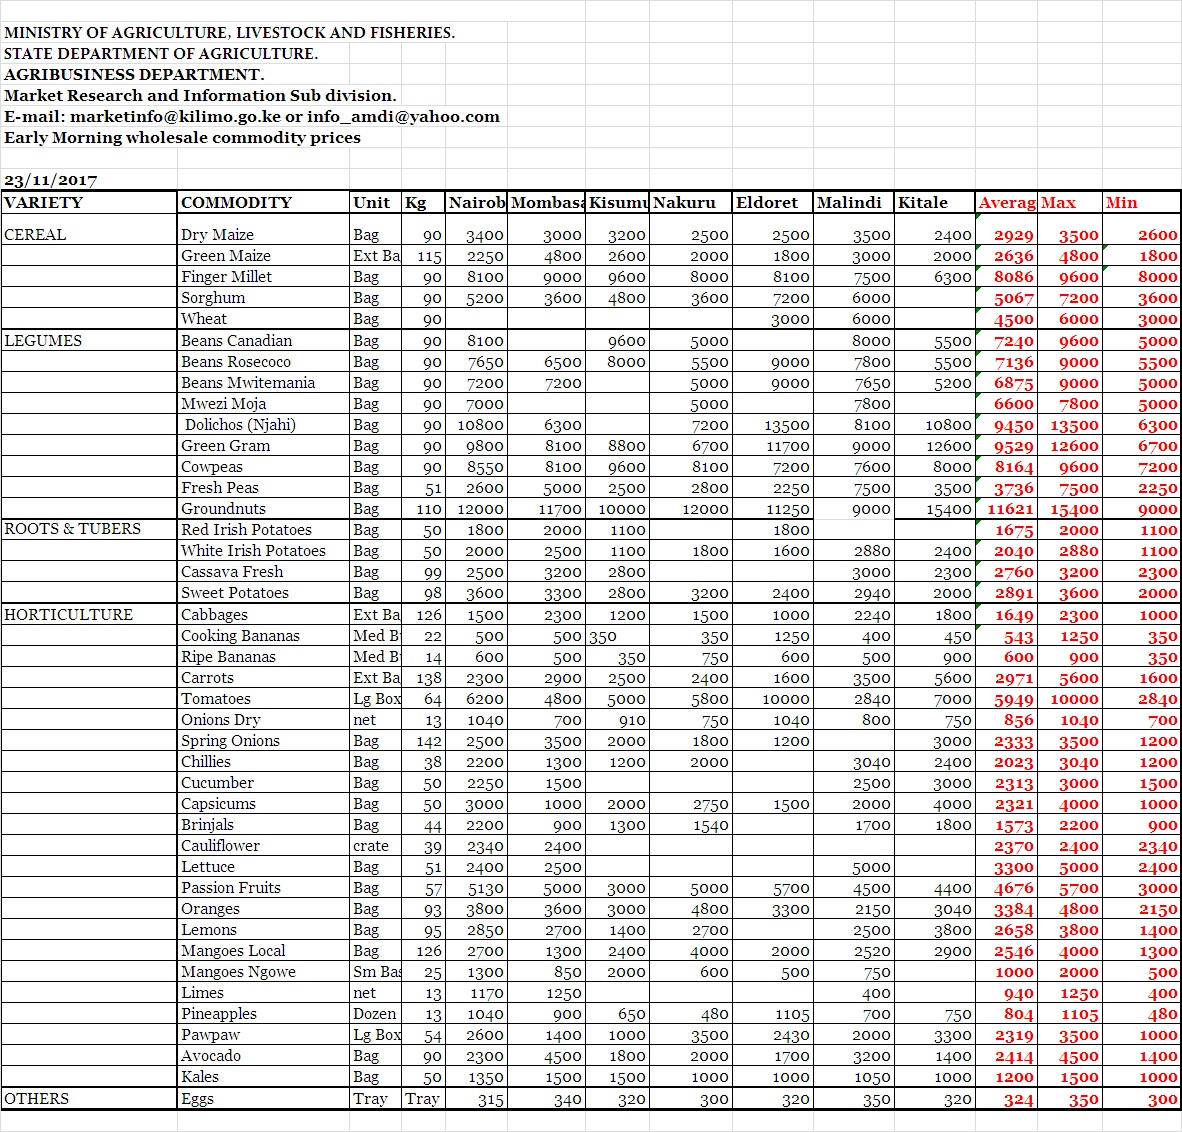 MINISTRY OF AGRICULTURE, LIVESTOCK AND FISHERIES.
STATE DEPARTMENT OF AGRICULTURE.
AGRIBUSINESS DEPARTMENT.
Market Research and Information Sub division.
E-mail: marketinfo@kilimo.go.ke or info_amdi@yahoo.com
Early Morning wholesale commodity prices
23/11/2017
VARIETY COMMODITY Unit Kg Nairob Mombasa Kisumu Nakuru Eldoret Malindi Kitale Averag Max Min
CEREAL Dry Maize Bag 90 3400 3000 3200 2500 2500 3500 2400 2929 3500 2600
Green Maize Ext Ba 115 2250 4800 2600 2000 1800 3000 2000 2636 4800 1800
Finger Millet Bag 90 8100 9000 9600 8000 8100 7500 6300 8086 9600 8000
Sorghum Bag 90 5200 3600 4800 3600 7200 6000 5067 7200 3600
Wheat Bag 90 3000 6000 4500 6000 3000
LEGUMES Beans Canadian Bag 90 8100 9600 5000 8000 5500 7240 9600 5000
Beans Rosecoco Bag 90 7650 6500 8000 5500 9000 7800 5500 7136 9000 5500
Beans Mwitemania Bag 90 7200 7200 5000 9000 7650 5200 6875 9000 5000
Mwezi Moja Bag 90 7000 5000 7800 6600 7800 5000
Dolichos (Njahi) Bag 90 10800 6300 7200 13500 8100 10800 9450 13500 6300
Green Gram Bag 90 9800 8100 8800 6700 11700 9000 12600 9529 12600 6700
Cowpeas Bag 90 8550 8100 9600 8100 7200 7600 8000 8164 9600 7200
Fresh Peas Bag 51 2600 5000 2500 2800 2250 7500 3500 3736 7500 2250
Groundnuts Bag 110 12000 11700 10000 12000 11250 9000 15400 11621 15400 9000
ROOTS & TUBERS Red Irish Potatoes Bag 50 1800 2000 1100 1800 1675 2000 1100
White Irish Potatoes Bag 50 2000 2500 1100 1800 1600 2880 2400 2040 2880 1100
Cassava Fresh Bag 99 2500 3200 2800 3000 2300 2760 3200 2300
Sweet Potatoes Bag 98 3600 3300 2800 3200 2400 2940 2000 2891 3600 2000
HORTICULTURE Cabbages Ext Ba 126 1500 2300 1200 1500 1000 2240 1800 1649 2300 1000
Cooking Bananas Med B 22 500 500 350 350 1250 400 450 543 1250 350
Ripe Bananas Med B 14 600 500 350 750 600 500 900 600 900 350
Carrots Ext Ba 138 2300 2900 2500 2400 1600 3500 5600 2971 5600 1600
Tomatoes Lg Box 64 6200 4800 5000 5800 10000 2840 7000 5949 10000 2840
Onions Dry net 13 1040 700 910 750 1040 800 750 856 1040 700
Spring Onions Bag 142 2500 3500 2000 1800 1200 3000 2333 3500 1200
Chillies Bag 38 2200 1300 1200 2000 3040 2400 2023 3040 1200
Cucumber Bag 50 2250 1500 2500 3000 2313 3000 1500
Capsicums Bag 50 3000 1000 2000 2750 1500 2000 4000 2321 4000 1000
Brinjals Bag 44 2200 900 1300 1540 1700 1800 1573 2200 900
Cauliflower crate 39 2340 2400 2370 2400 2340
Lettuce Bag 51 2400 2500 5000 3300 5000 2400
Passion Fruits Bag 57 5130 5000 3000 5000 5700 4500 4400 4676 5700 3000
Oranges Bag 93 3800 3600 3000 4800 3300 2150 3040 3384 4800 2150
Lemons Bag 95 2850 2700 1400 2700 2500 3800 2658 3800 1400
Mangoes Local Bag 126 2700 1300 2400 4000 2000 2520 2900 2546 4000 1300
Mangoes Ngowe Sm Bas 25 1300 850 2000 600 500 750 1000 2000 500
Limes net 13 1170 1250 400 940 1250 400
Pineapples Dozen 13 1040 900 650 480 1105 700 750 804 1105 480
Pawpaw Lg Box 54 2600 1400 1000 3500 2430 2000 3300 2319 3500 1000
Avocado Bag 90 2300 4500 1800 2000 1700 3200 1400 2414 4500 1400
Kales Bag 50 1350 1500 1500 1000 1000 1050 1000 1200 1500 1000
OTHERS Eggs Tray Tray 315 340 320 300 320 350 320 324 350 300